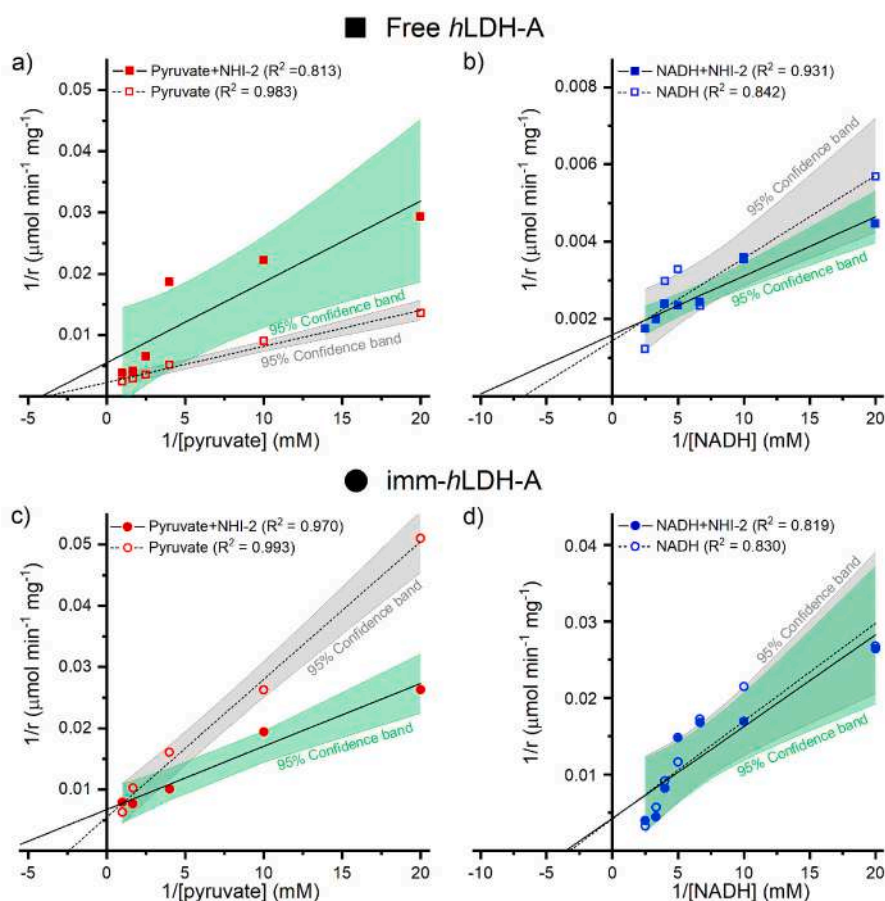 Free hLDH-A
a)
Pyruvate+NHI-2 (R² =0.813)
Pyruvate (R² = 0.983)
0.05
0.04
0.03
0.02
0.01
1/r (μmol min⁻¹ mg⁻¹)
95% Confidence band
95% Confidence band
-5 0 5 10 15 20
1/[pyruvate] (mM)
b)
NADH+NHI-2 (R² = 0.931)
NADH (R² = 0.842)
0.008
0.006
0.004
0.002
1/r (μmol min⁻¹ mg⁻¹)
95% Confidence band
95% Confidence band
-10 -5 0 5 10 15 20
1/[NADH] (mM)
imm-hLDH-A
c)
Pyruvate+NHI-2 (R² = 0.970)
Pyruvate (R² = 0.993)
0.05
0.04
0.03
0.02
0.01
1/r (μmol min⁻¹ mg⁻¹)
95% Confidence band
95% Confidence band
-5 0 5 10 15 20
1/[pyruvate] (mM)
d)
NADH+NHI-2 (R² = 0.819)
NADH (R² = 0.830)
0.04
0.03
0.02
0.01
1/r (μmol min⁻¹ mg⁻¹)
95% Confidence band
95% Confidence band
-10 -5 0 5 10 15 20
1/[NADH] (mM)